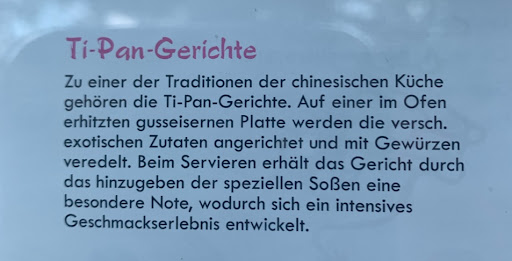 Ti-Pan-Gerichte
Zu einer der Traditionen der chinesischen Küche
gehören die Ti-Pan-Gerichte. Auf einer im Ofen
erhitzten gusseisernen Platte werden die versch.
exotischen Zutaten angerichtet und mit Gewürzen
veredelt. Beim Servieren erhält das Gericht durch
das hinzugeben der speziellen Soßen eine
besondere Note, wodurch sich ein intensives
Geschmackserlebnis entwickelt.